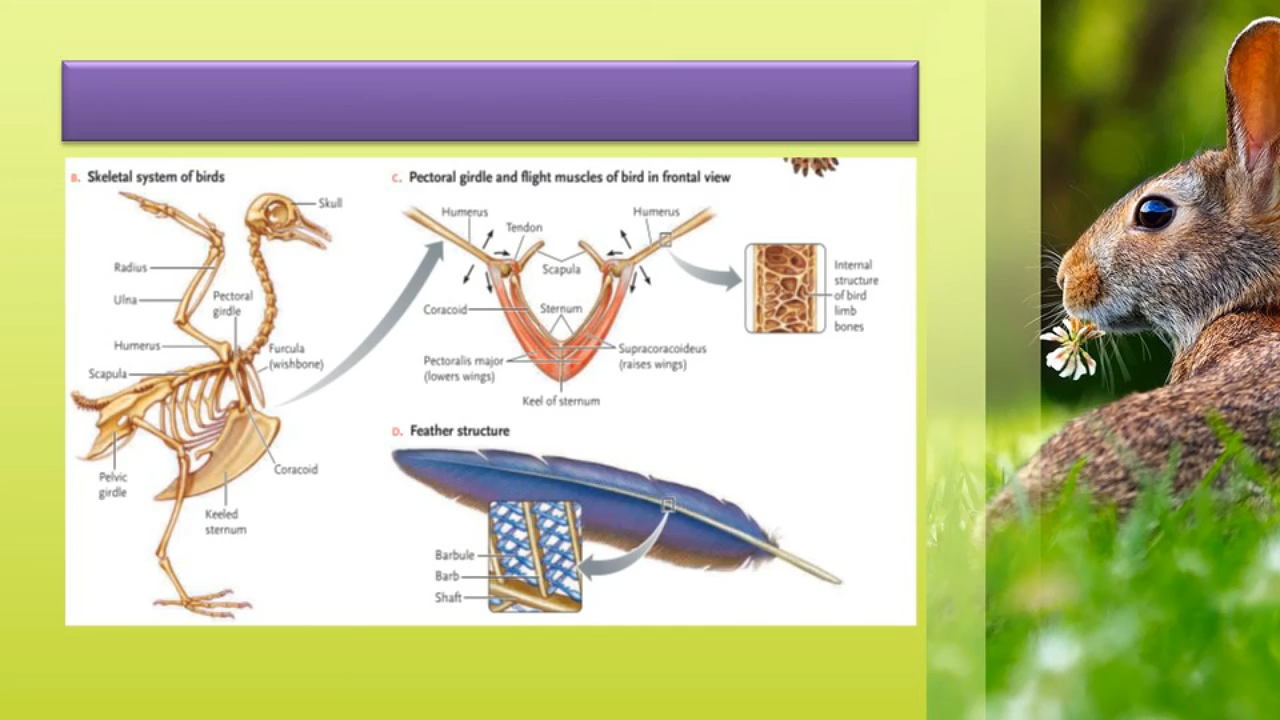 B. Skeletal system of birds
Skull
Radius
Ulna
Pectoral
girdle
Humerus
Furcula
(wishbone)
Scapula
Pelvic
girdle
Coracoid
Keeled
sternum
C. Pectoral girdle and flight muscles of bird in frontal view
Humerus
Tendon
Humerus
Scapula
Coracoid
Sternum
Pectoralis major
(lowers wings)
Supracoracoideus
(raises wings)
Keel of sternum
Internal
structure
of bird
limb
bones
D. Feather structure
Barbule
Barb
Shaft